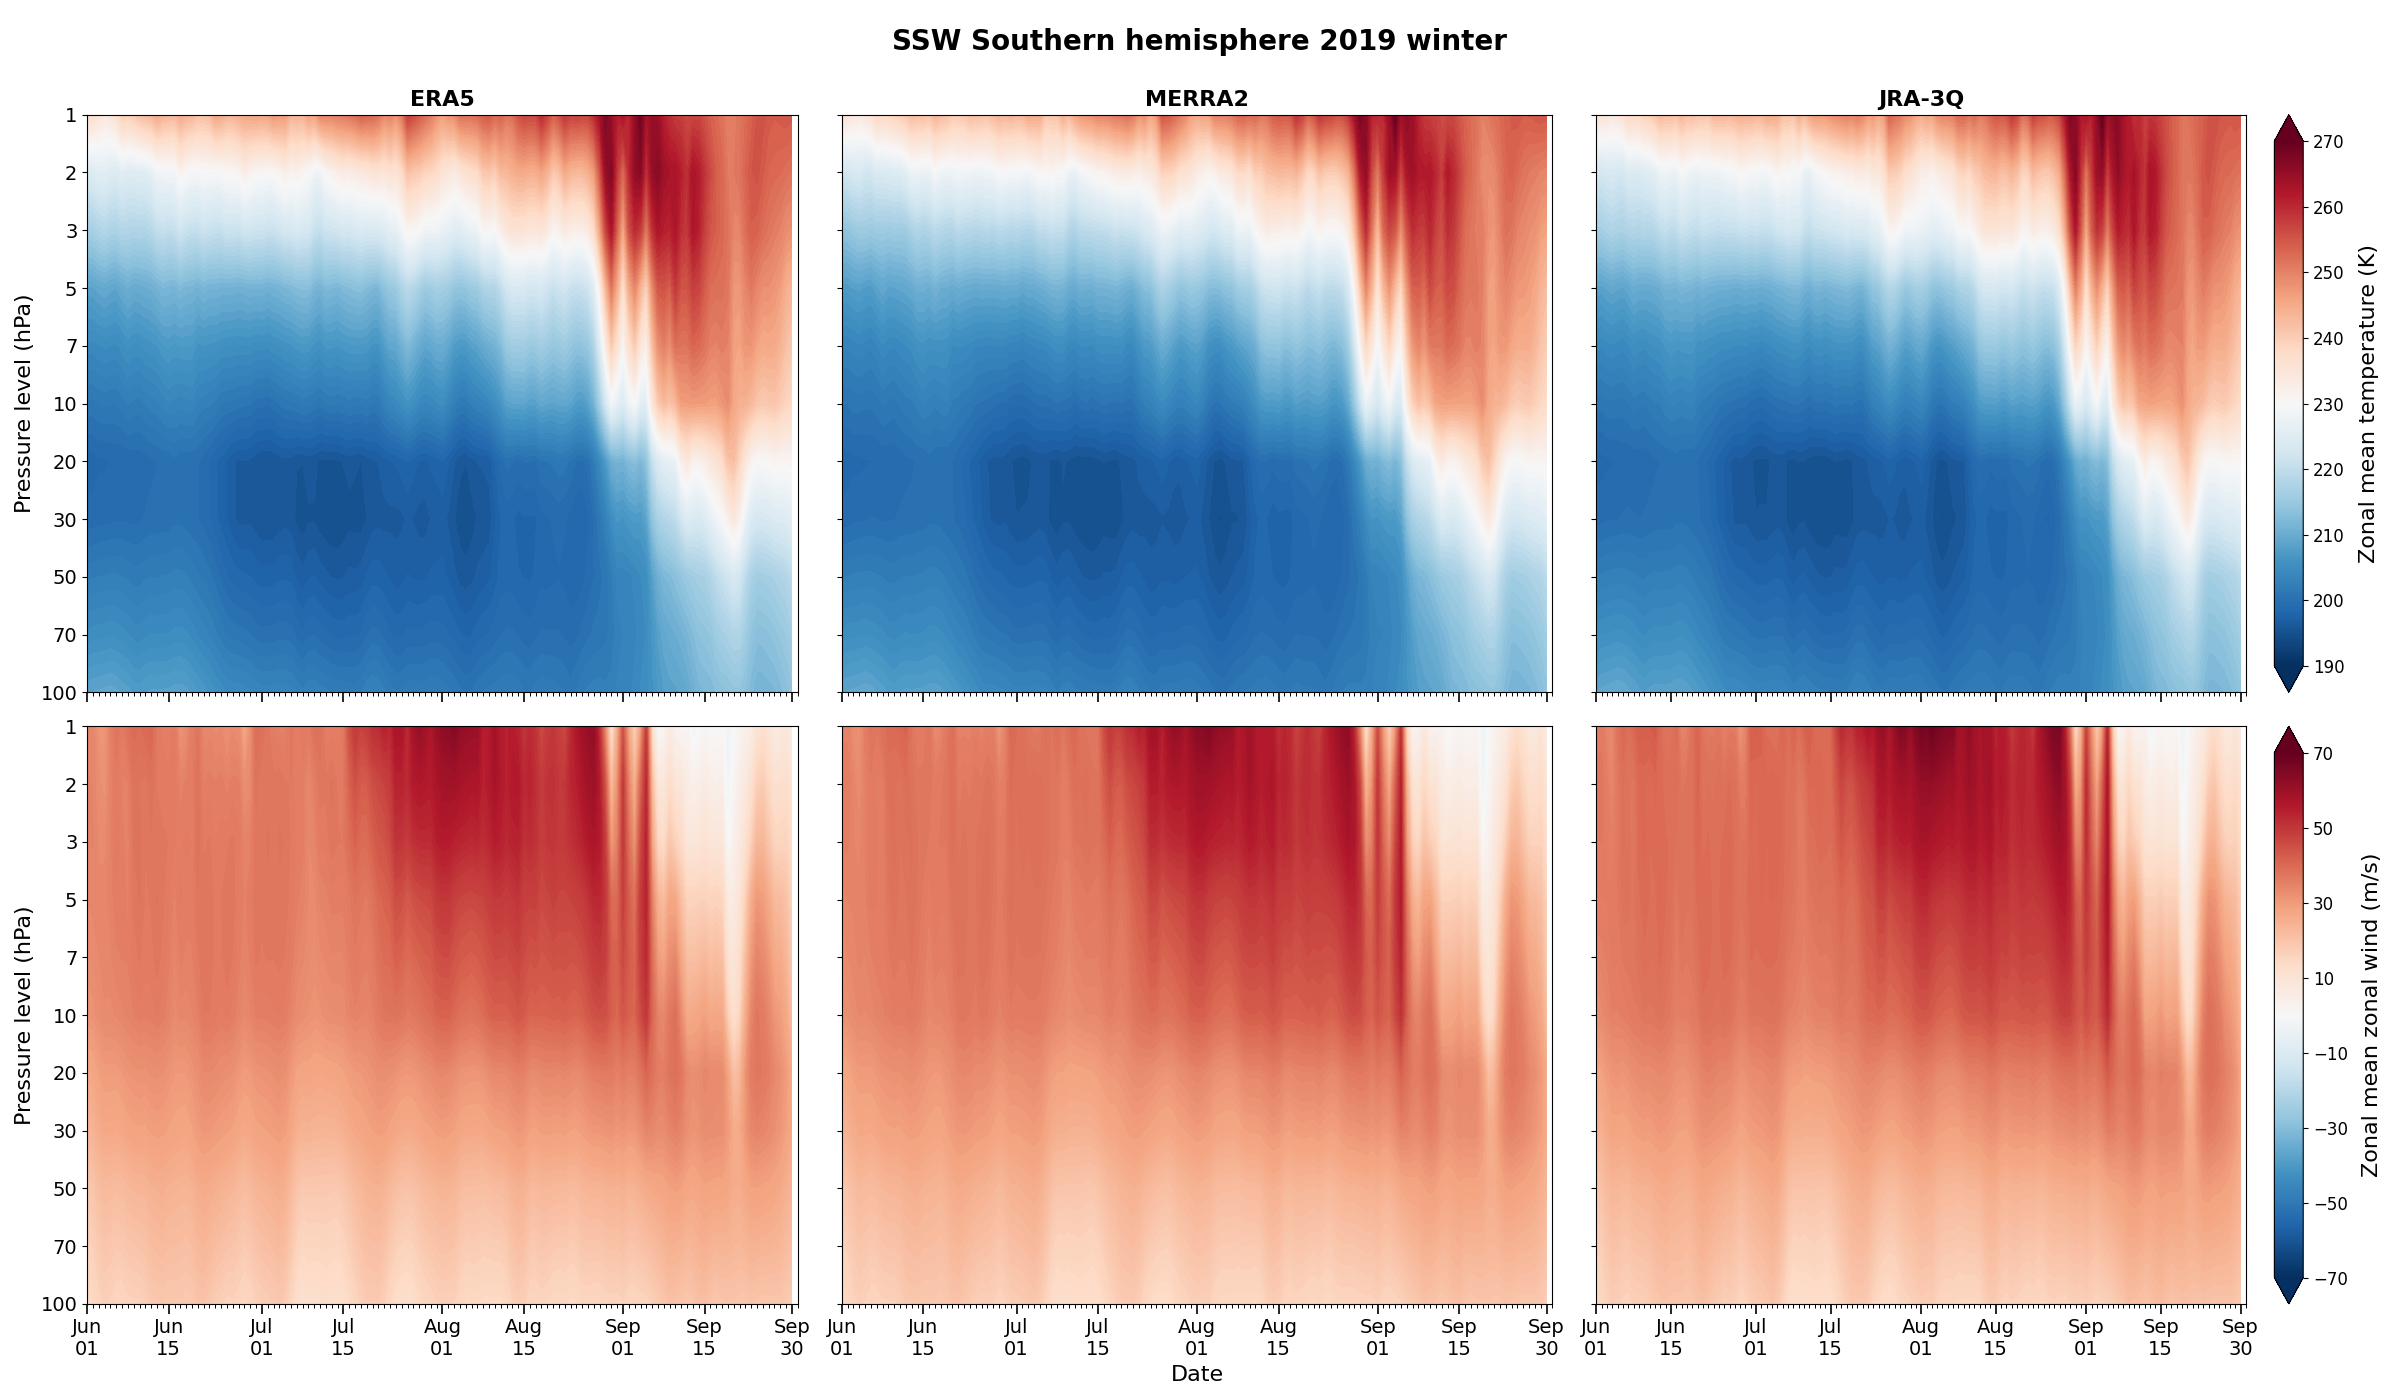 SSW Southern hemisphere 2019 winter
ERA5
MERRA2
JRA-3Q
Pressure level (hPa)
1
2
3
5
7
10
20
30
50
70
100
270
260
250
240
230
220
210
200
190
Zonal mean temperature (K)
Pressure level (hPa)
1
2
3
5
7
10
20
30
50
70
100
70
50
30
10
−10
−30
−50
−70
Zonal mean zonal wind (m/s)
Jun Jun Jul Jul Aug Aug Sep Sep Sep
01 15 01 15 01 15 01 15 30
Jun Jun Jul Jul Aug Aug Sep Sep Sep
01 15 01 15 01 15 01 15 30
Jun Jun Jul Jul Aug Aug Sep Sep Sep
01 15 01 15 01 15 01 15 30
Date